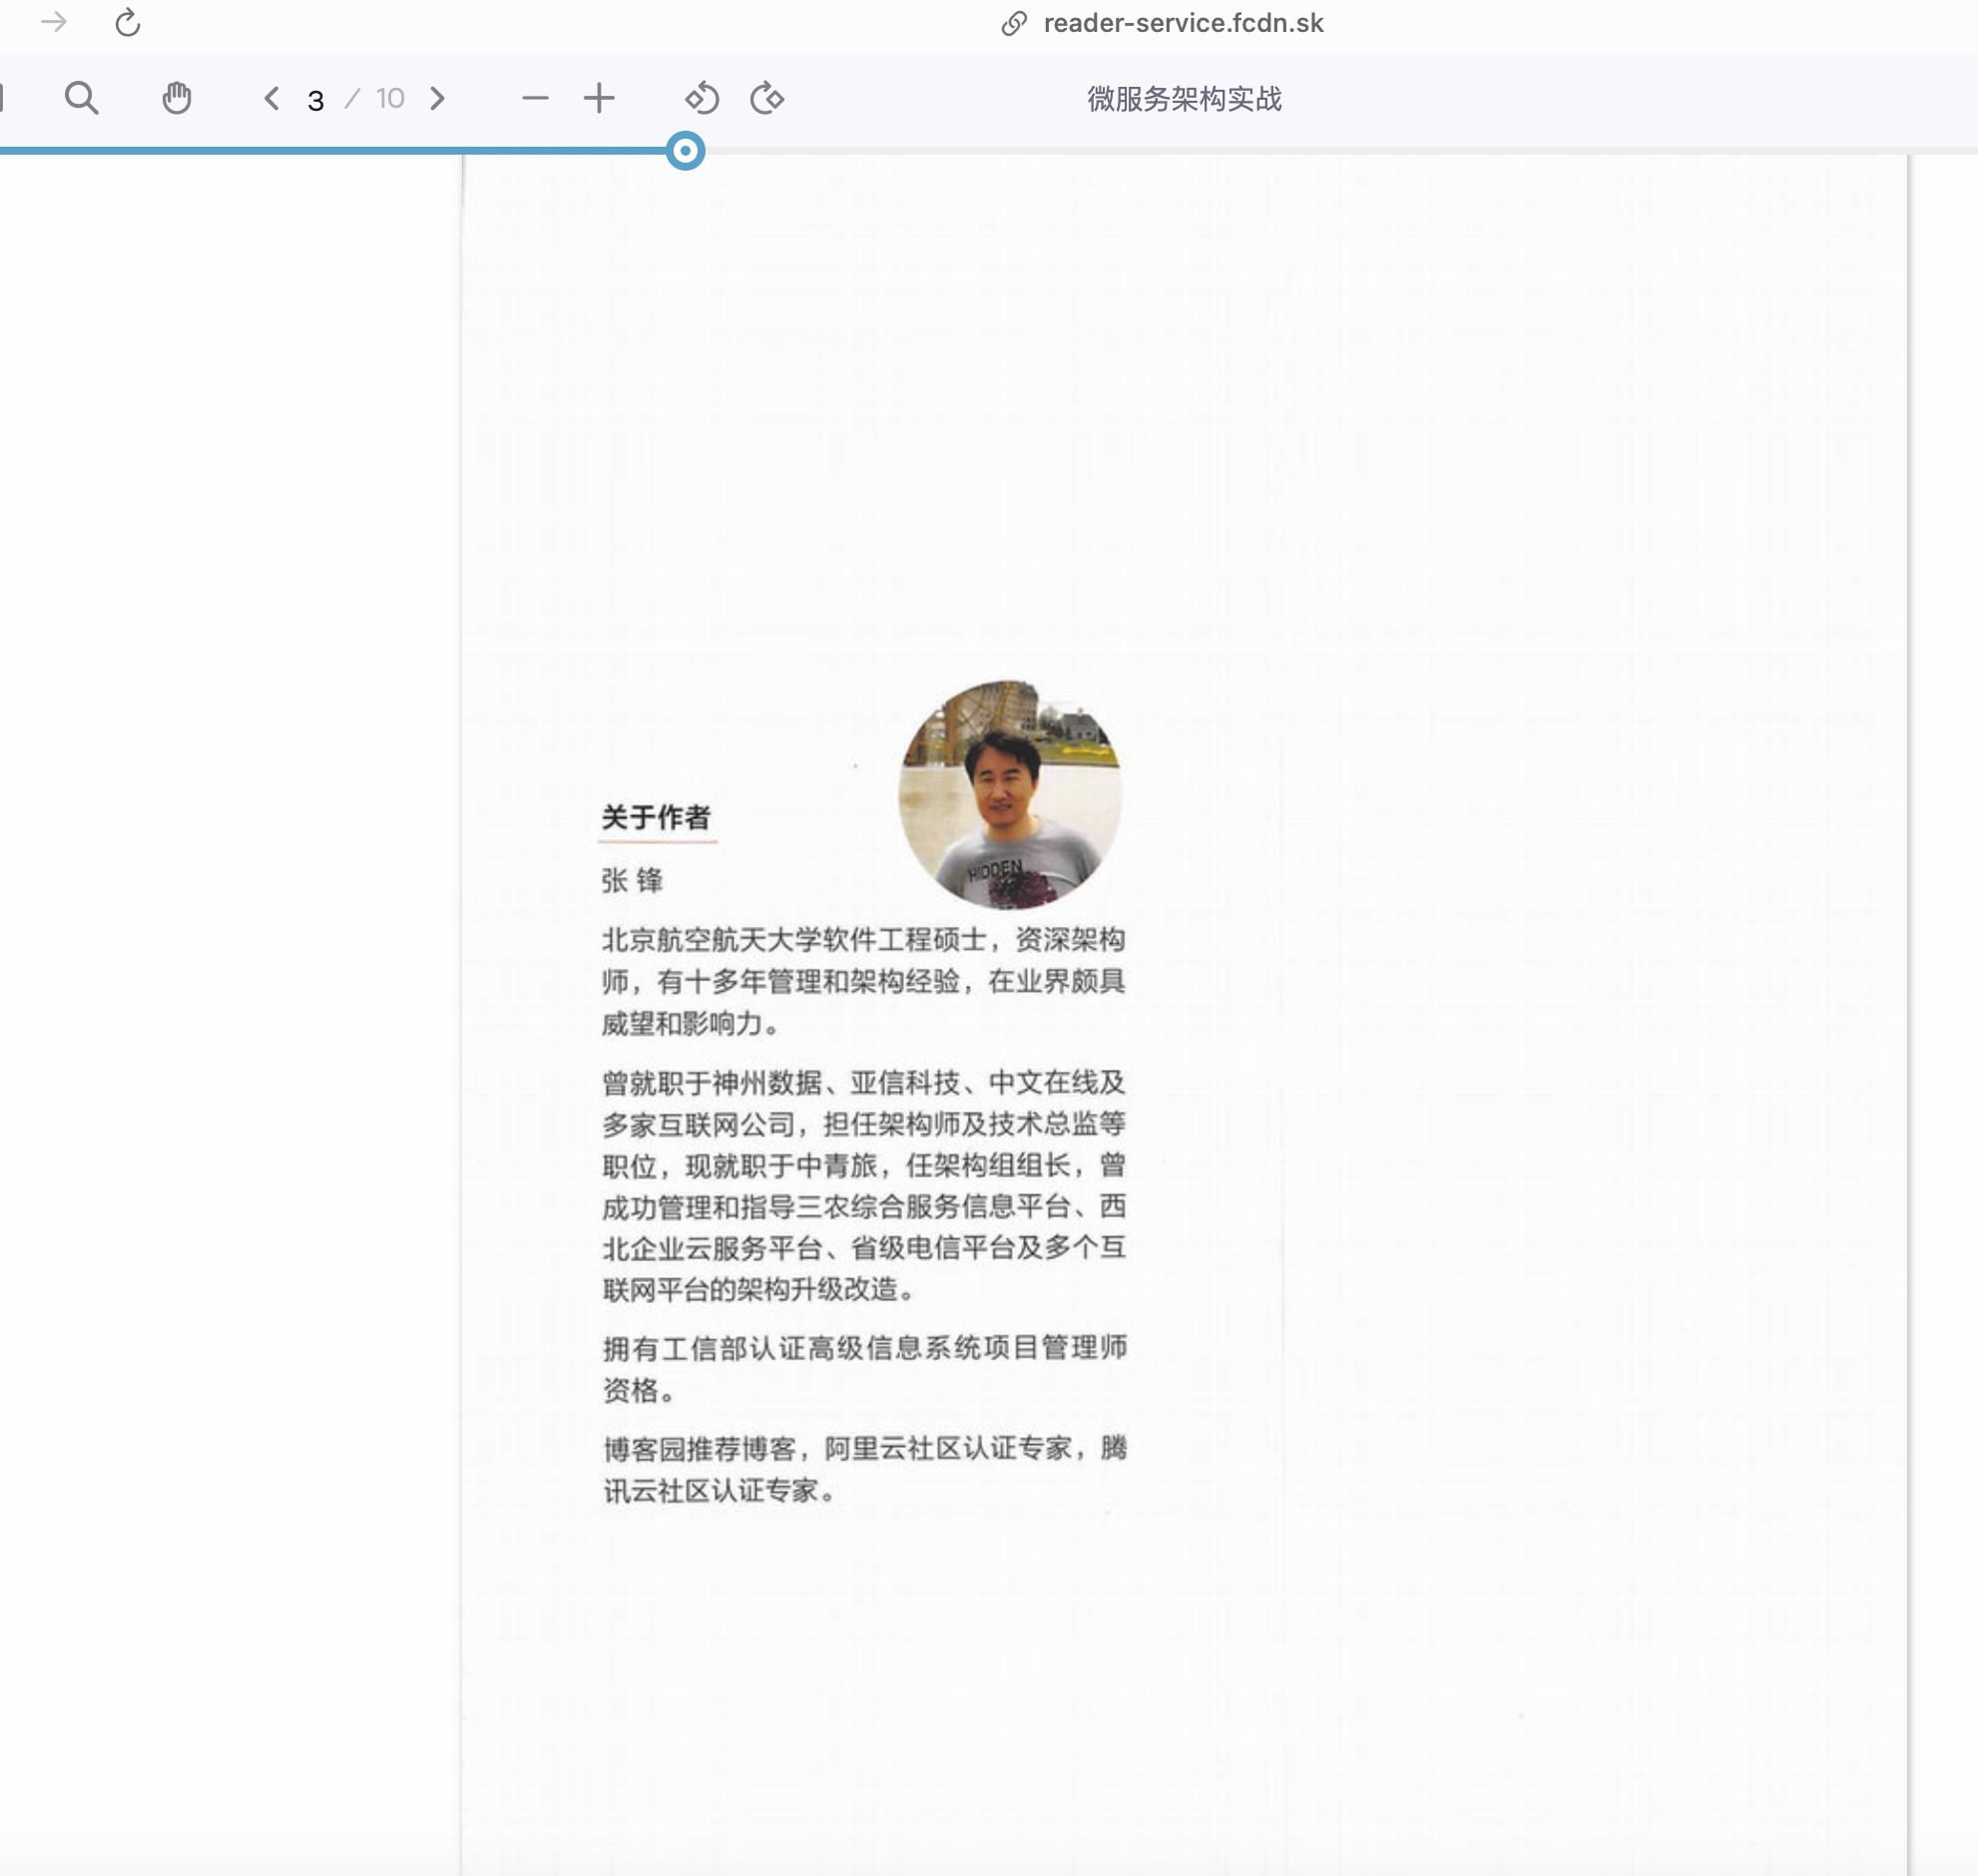 reader-service.fcdn.sk
3 / 10
微服务架构实战
HIDDEN
关于作者
张 锋
北京航空航天大学软件工程硕士，资深架构
师，有十多年管理和架构经验，在业界颇具
威望和影响力。
曾就职于神州数据、亚信科技、中文在线及
多家互联网公司，担任架构师及技术总监等
职位，现就职于中青旅，任架构组组长，曾
成功管理和指导三农综合服务信息平台、西
北企业云服务平台、省级电信平台及多个互
联网平台的架构升级改造。
拥有工信部认证高级信息系统项目管理师
资格。
博客园推荐博客，阿里云社区认证专家，腾
讯云社区认证专家。